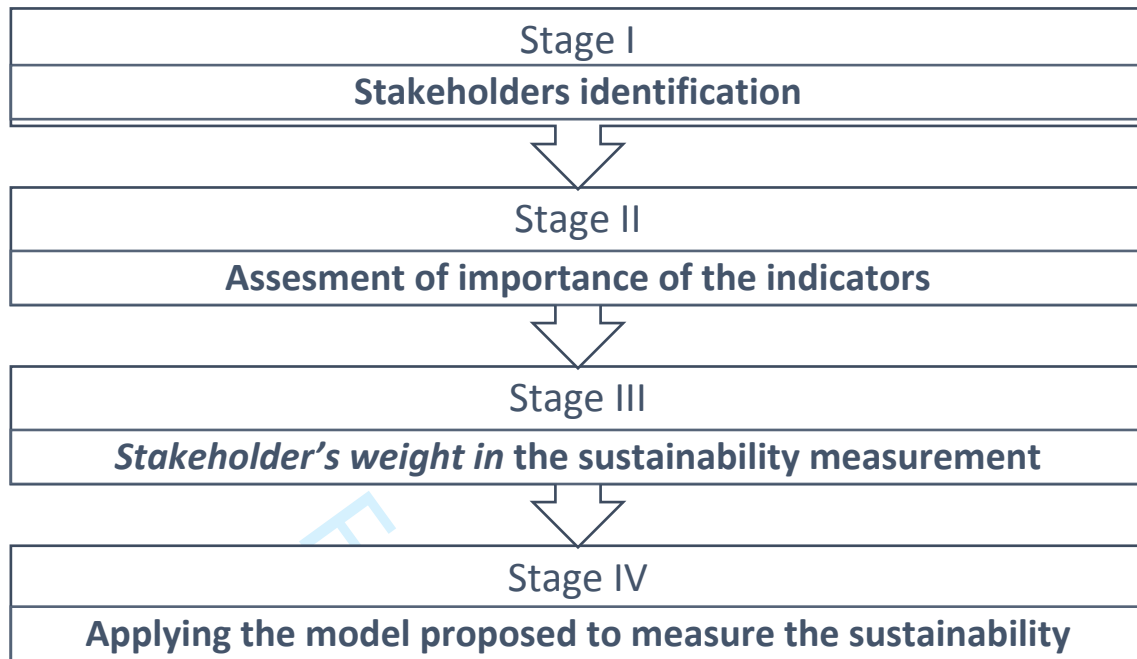 Stage I
Stakeholders identification
Stage II
Assesment of importance of the indicators
Stage III
Stakeholder’s weight in the sustainability measurement
Stage IV
Applying the model proposed to measure the sustainability